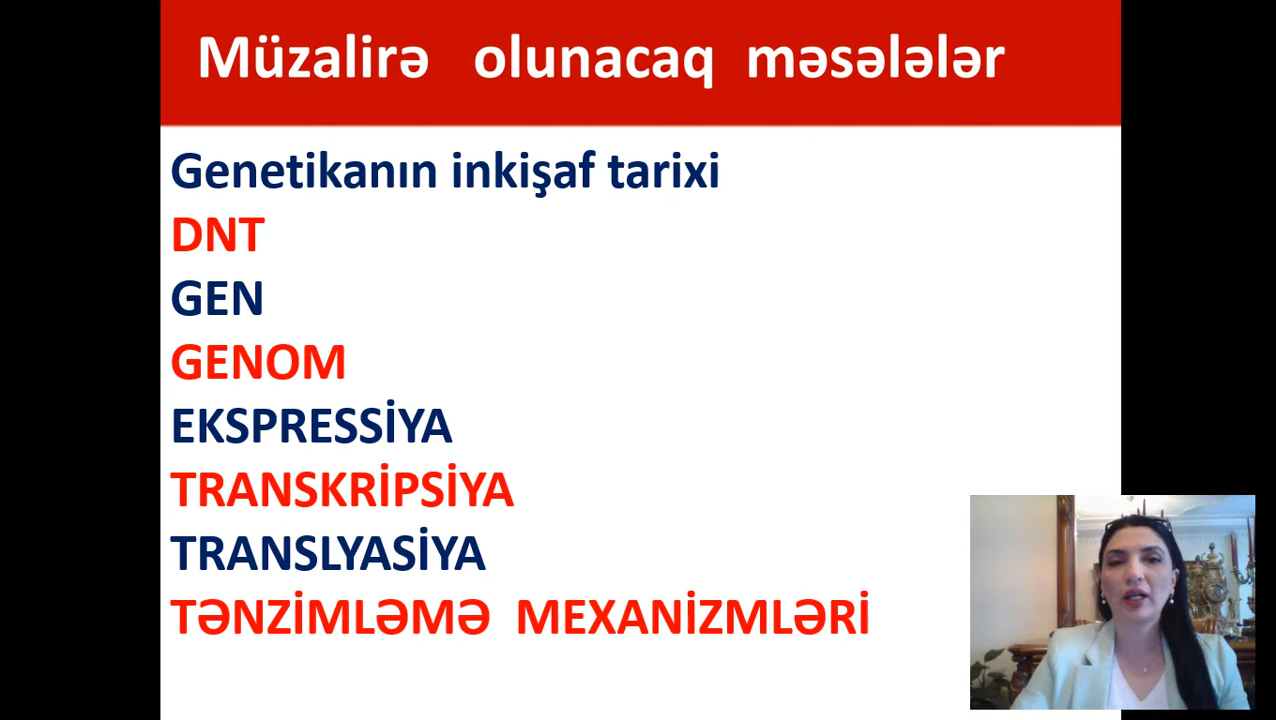 Müzalirə olunacaq məsələlər
Genetikanın inkişaf tarixi
DNT
GEN
GENOM
EKSPRESSİYA
TRANSKRİPSİYA
TRANSLYASİYA
TƏNZİMLƏMƏ MEXANİZMLƏRİ